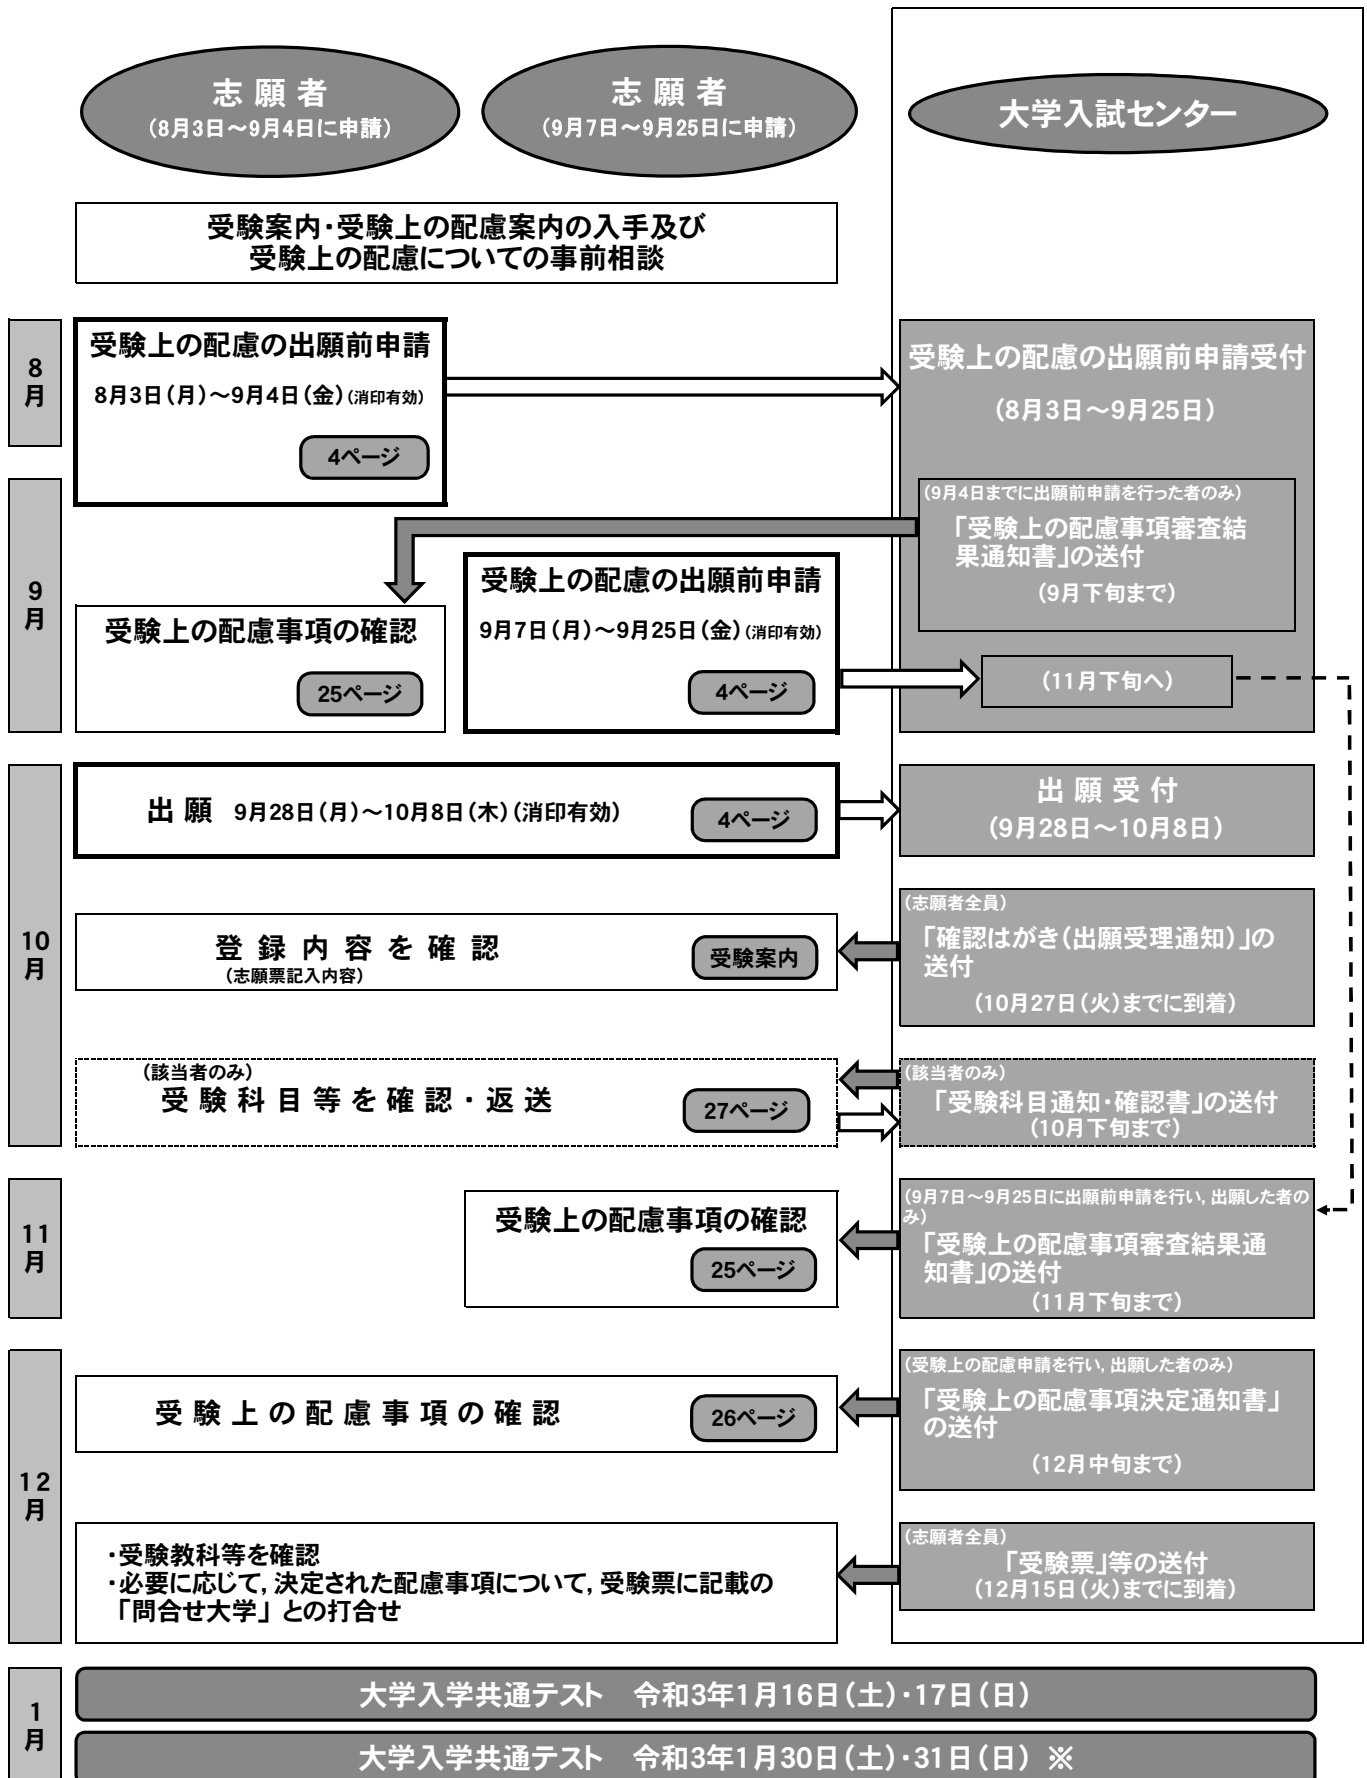 志願者
（8月3日～9月4日に申請）
志願者
（9月7日～9月25日に申請）
大学入試センター
受験案内・受験上の配慮案内の入手及び
受験上の配慮についての事前相談
8
月
受験上の配慮の出願前申請
8月3日（月）～9月4日（金）（消印有効）
4ページ
受験上の配慮の出願前申請受付
（8月3日～9月25日）
9
月
（9月4日までに出願前申請を行った者のみ）
「受験上の配慮事項審査結
果通知書」の送付
（9月下旬まで）
受験上の配慮事項の確認
25ページ
受験上の配慮の出願前申請
9月7日（月）～9月25日（金）（消印有効）
4ページ
（11月下旬へ）
10
月
出願 9月28日（月）～10月8日（木）（消印有効）
4ページ
出願受付
（9月28日～10月8日）
登録内容を確認
（志願票記入内容）
受験案内
（志願者全員）
「確認はがき（出願受理通知）」の
送付
（10月27日（火）までに到着）
（該当者のみ）
受験科目等を確認・返送
27ページ
（該当者のみ）
「受験科目通知・確認書」の送付
（10月下旬まで）
11
月
受験上の配慮事項の確認
25ページ
（9月7日～9月25日に出願前申請を行い，出願した者の
み）
「受験上の配慮事項審査結果通
知書」の送付
（11月下旬まで）
12
月
受験上の配慮事項の確認
26ページ
（受験上の配慮申請を行い，出願した者のみ）
「受験上の配慮事項決定通知書」
の送付
（12月中旬まで）
・受験教科等を確認
・必要に応じて，決定された配慮事項について，受験票に記載の
「問合せ大学」との打合せ
（志願者全員）
「受験票」等の送付
（12月15日（火）までに到着）
1
月
大学入学共通テスト　令和3年1月16日（土）・17日（日）
大学入学共通テスト　令和3年1月30日（土）・31日（日）※